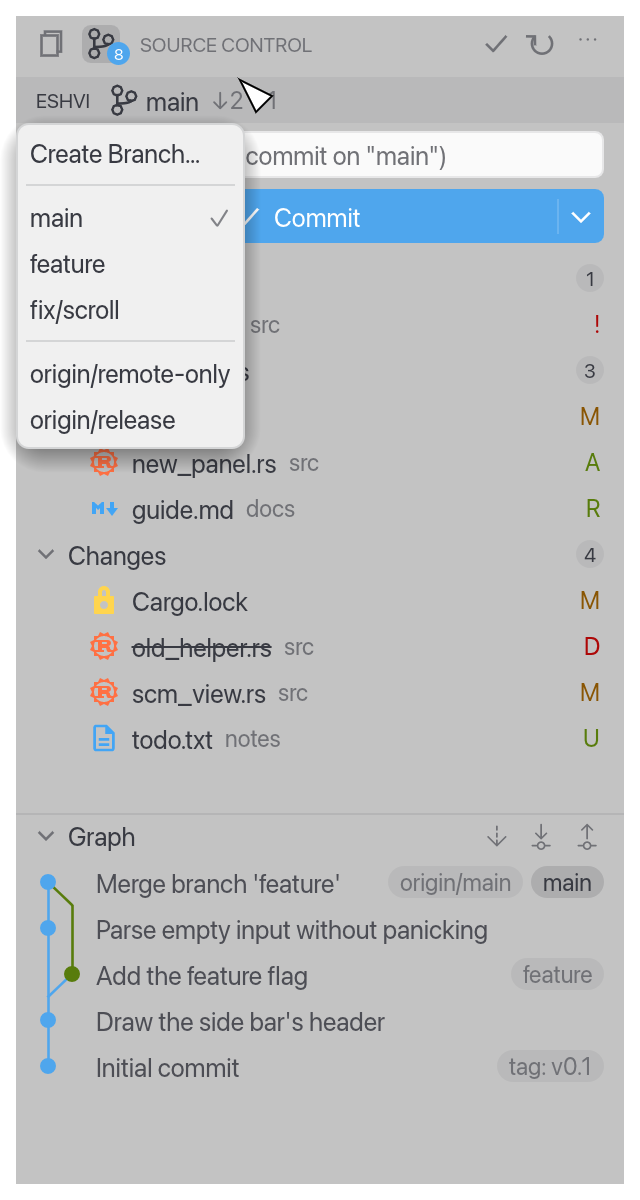 8 SOURCE CONTROL ...
ESHVI main ↓2 1
Create Branch...
commit on "main")
main ✓ ✓ Commit
feature 1
fix/scroll src !
s 3
origin/remote-only
origin/release M
new_panel.rs src A
guide.md docs R
Changes 4
Cargo.lock M
old_helper.rs src D
scm_view.rs src M
todo.txt notes U
Graph
Merge branch 'feature' origin/main main
Parse empty input without panicking
Add the feature flag feature
Draw the side bar's header
Initial commit tag: v0.1